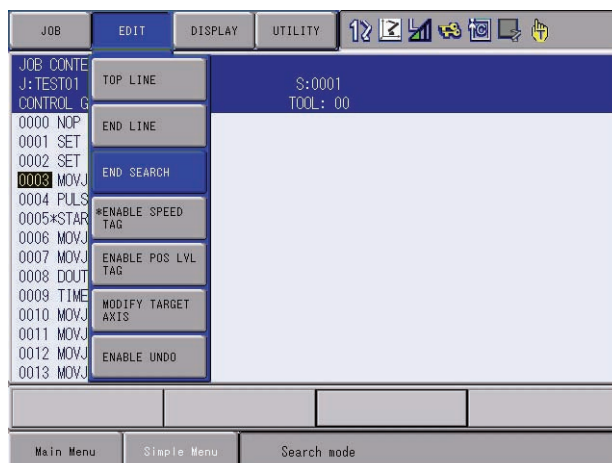 JOB EDIT DISPLAY UTILITY
JOB CONTE
J:TEST01 S:0001
CONTROL G TOOL: 00
0000 NOP
0001 SET
0002 SET
0003 MOVJ
0004 PULS
0005*STAR
0006 MOVJ
0007 MOVJ
0008 DOUT
0009 TIME
0010 MOVJ
0011 MOVJ
0012 MOVJ
0013 MOVJ
TOP LINE
END LINE
END SEARCH
*ENABLE SPEED
TAG
ENABLE POS LVL
TAG
MODIFY TARGET
AXIS
ENABLE UNDO
Main Menu Simple Menu Search mode